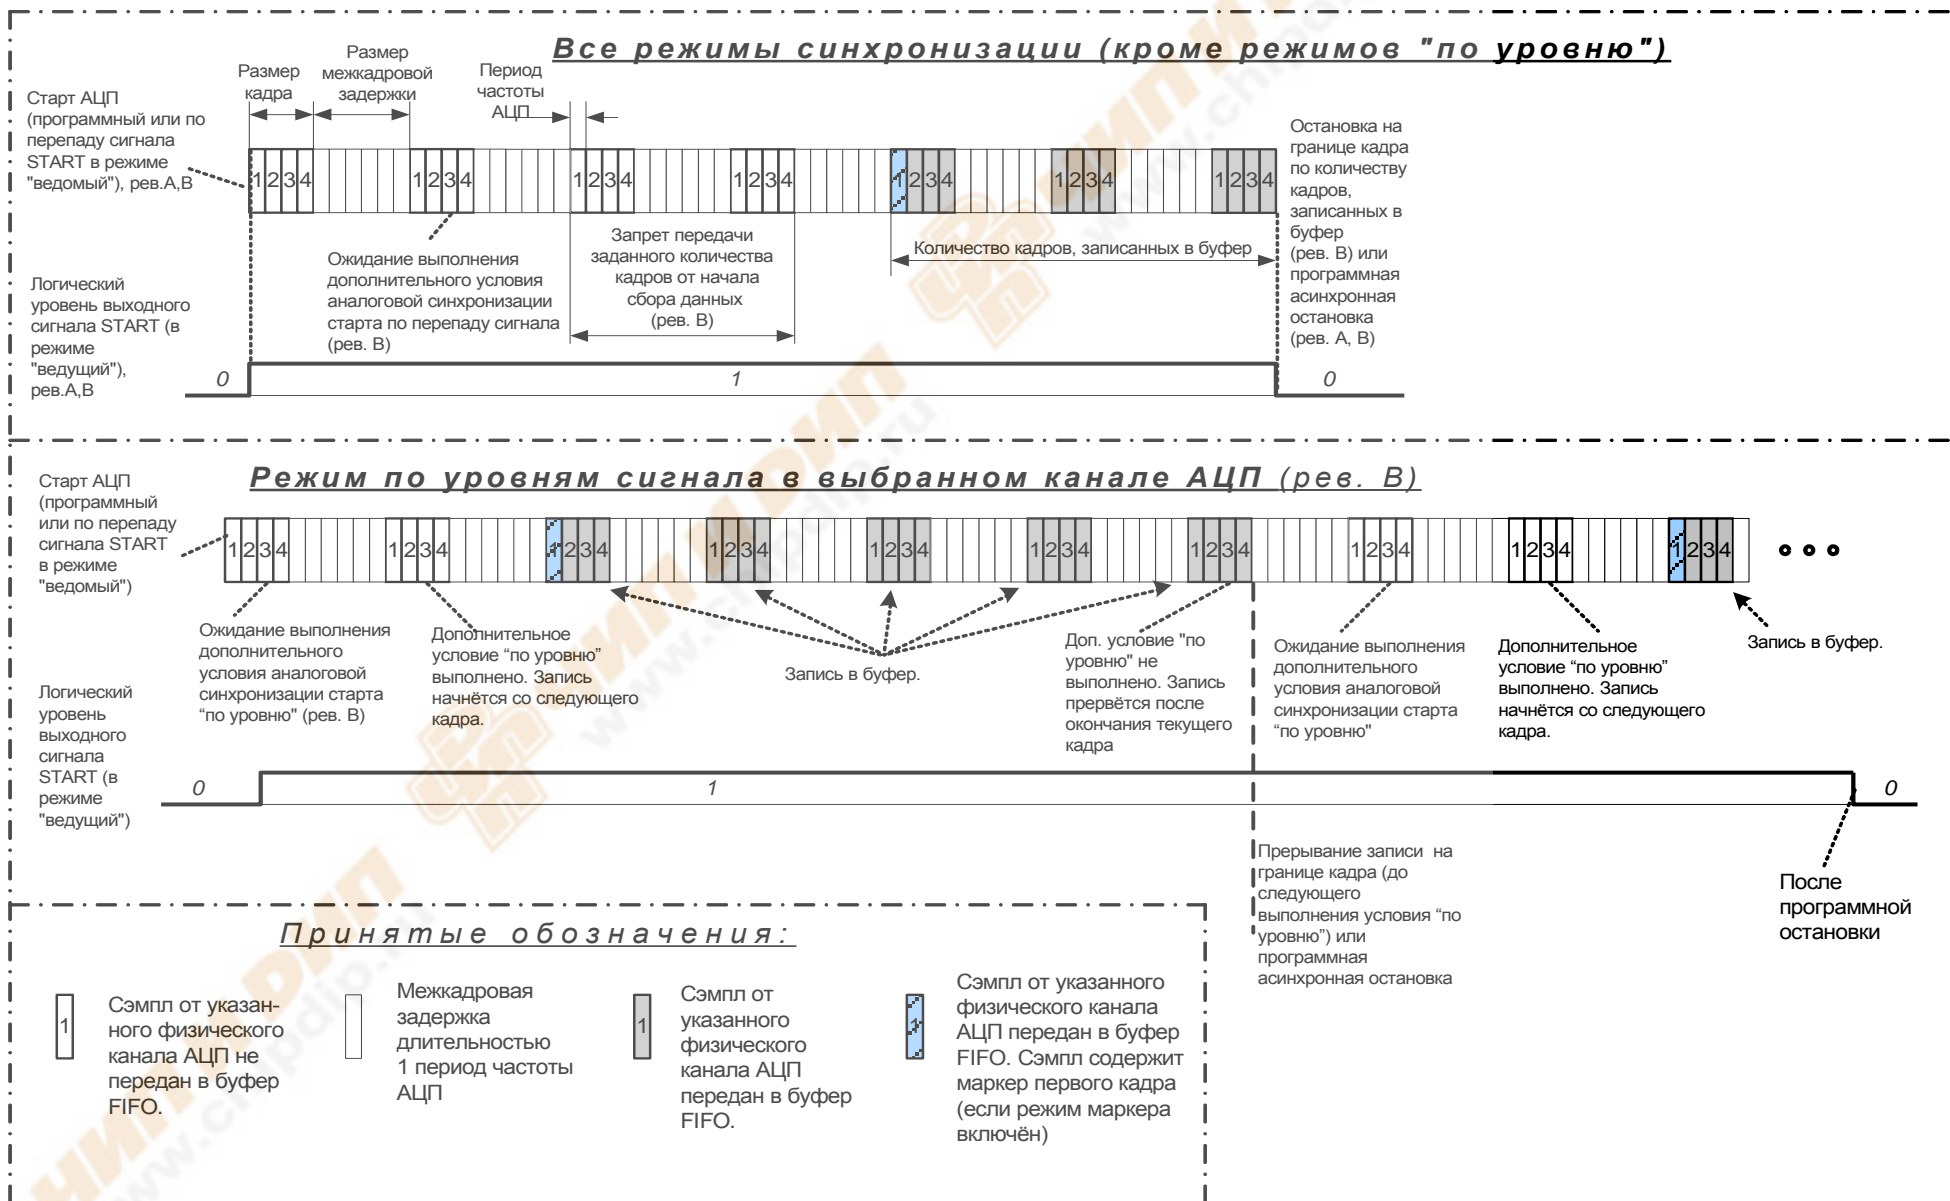 Все режимы синхронизации (кроме режимов "по уровню")
Размер
кадра
Размер
межкадровой
задержки
Период
частоты
АЦП
Старт АЦП
(программный или по
перепаду сигнала
START в режиме
"ведомый"), рев.А,В
1234
1234
1234
1234
1234
1234
1234
Остановка на
границе кадра
по количеству
кадров,
записанных в
буфер
(рев. В) или
программная
асинхронная
остановка
(рев. А, В)
Ожидание выполнения
дополнительного условия
аналоговой синхронизации
старта по перепаду сигнала
(рев. В)
Запрет передачи
заданного количества
кадров от начала
сбора данных
(рев. В)
Количество кадров, записанных в буфер
Логический
уровень выходного
сигнала START (в
режиме
"ведущий"),
рев.А,В
0
1
0
Режим по уровням сигнала в выбранном канале АЦП (рев. В)
Старт АЦП
(программный
или по перепаду
сигнала START
в режиме
"ведомый")
1234
1234
1234
1234
1234
1234
1234
1234
1234
1234
Ожидание выполнения
дополнительного
условия аналоговой
синхронизации старта
“по уровню" (рев. В)
Дополнительное
условие “по уровню”
выполнено. Запись
начнётся со следующего
кадра.
Запись в буфер.
Доп. условие "по
уровню" не
выполнено. Запись
прервётся после
окончания текущего
кадра
Ожидание выполнения
дополнительного
условия аналоговой
синхронизации старта
“по уровню"
Дополнительное
условие “по уровню”
выполнено. Запись
начнётся со следующего
кадра.
Запись в буфер.
Логический
уровень
выходного
сигнала
START (в
режиме
"ведущий")
0
1
0
Прерывание записи на
границе кадра (до
следующего
выполнения условия “по
уровню”) или
программная
асинхронная остановка
После
программной
остановки
Принятые обозначения:
1
Сэмпл от указан-
ного физического
канала АЦП не
передан в буфер
FIFO.
Межкадровая
задержка
длительностью
1 период частоты
АЦП
1
Сэмпл от
указанного
физического
канала АЦП
передан в буфер
FIFO.
1
Сэмпл от указанного
физического канала
АЦП передан в буфер
FIFO. Сэмпл содержит
маркер первого кадра
(если режим маркера
включён)
ЧИП И ДИП
www.chipdip.ru